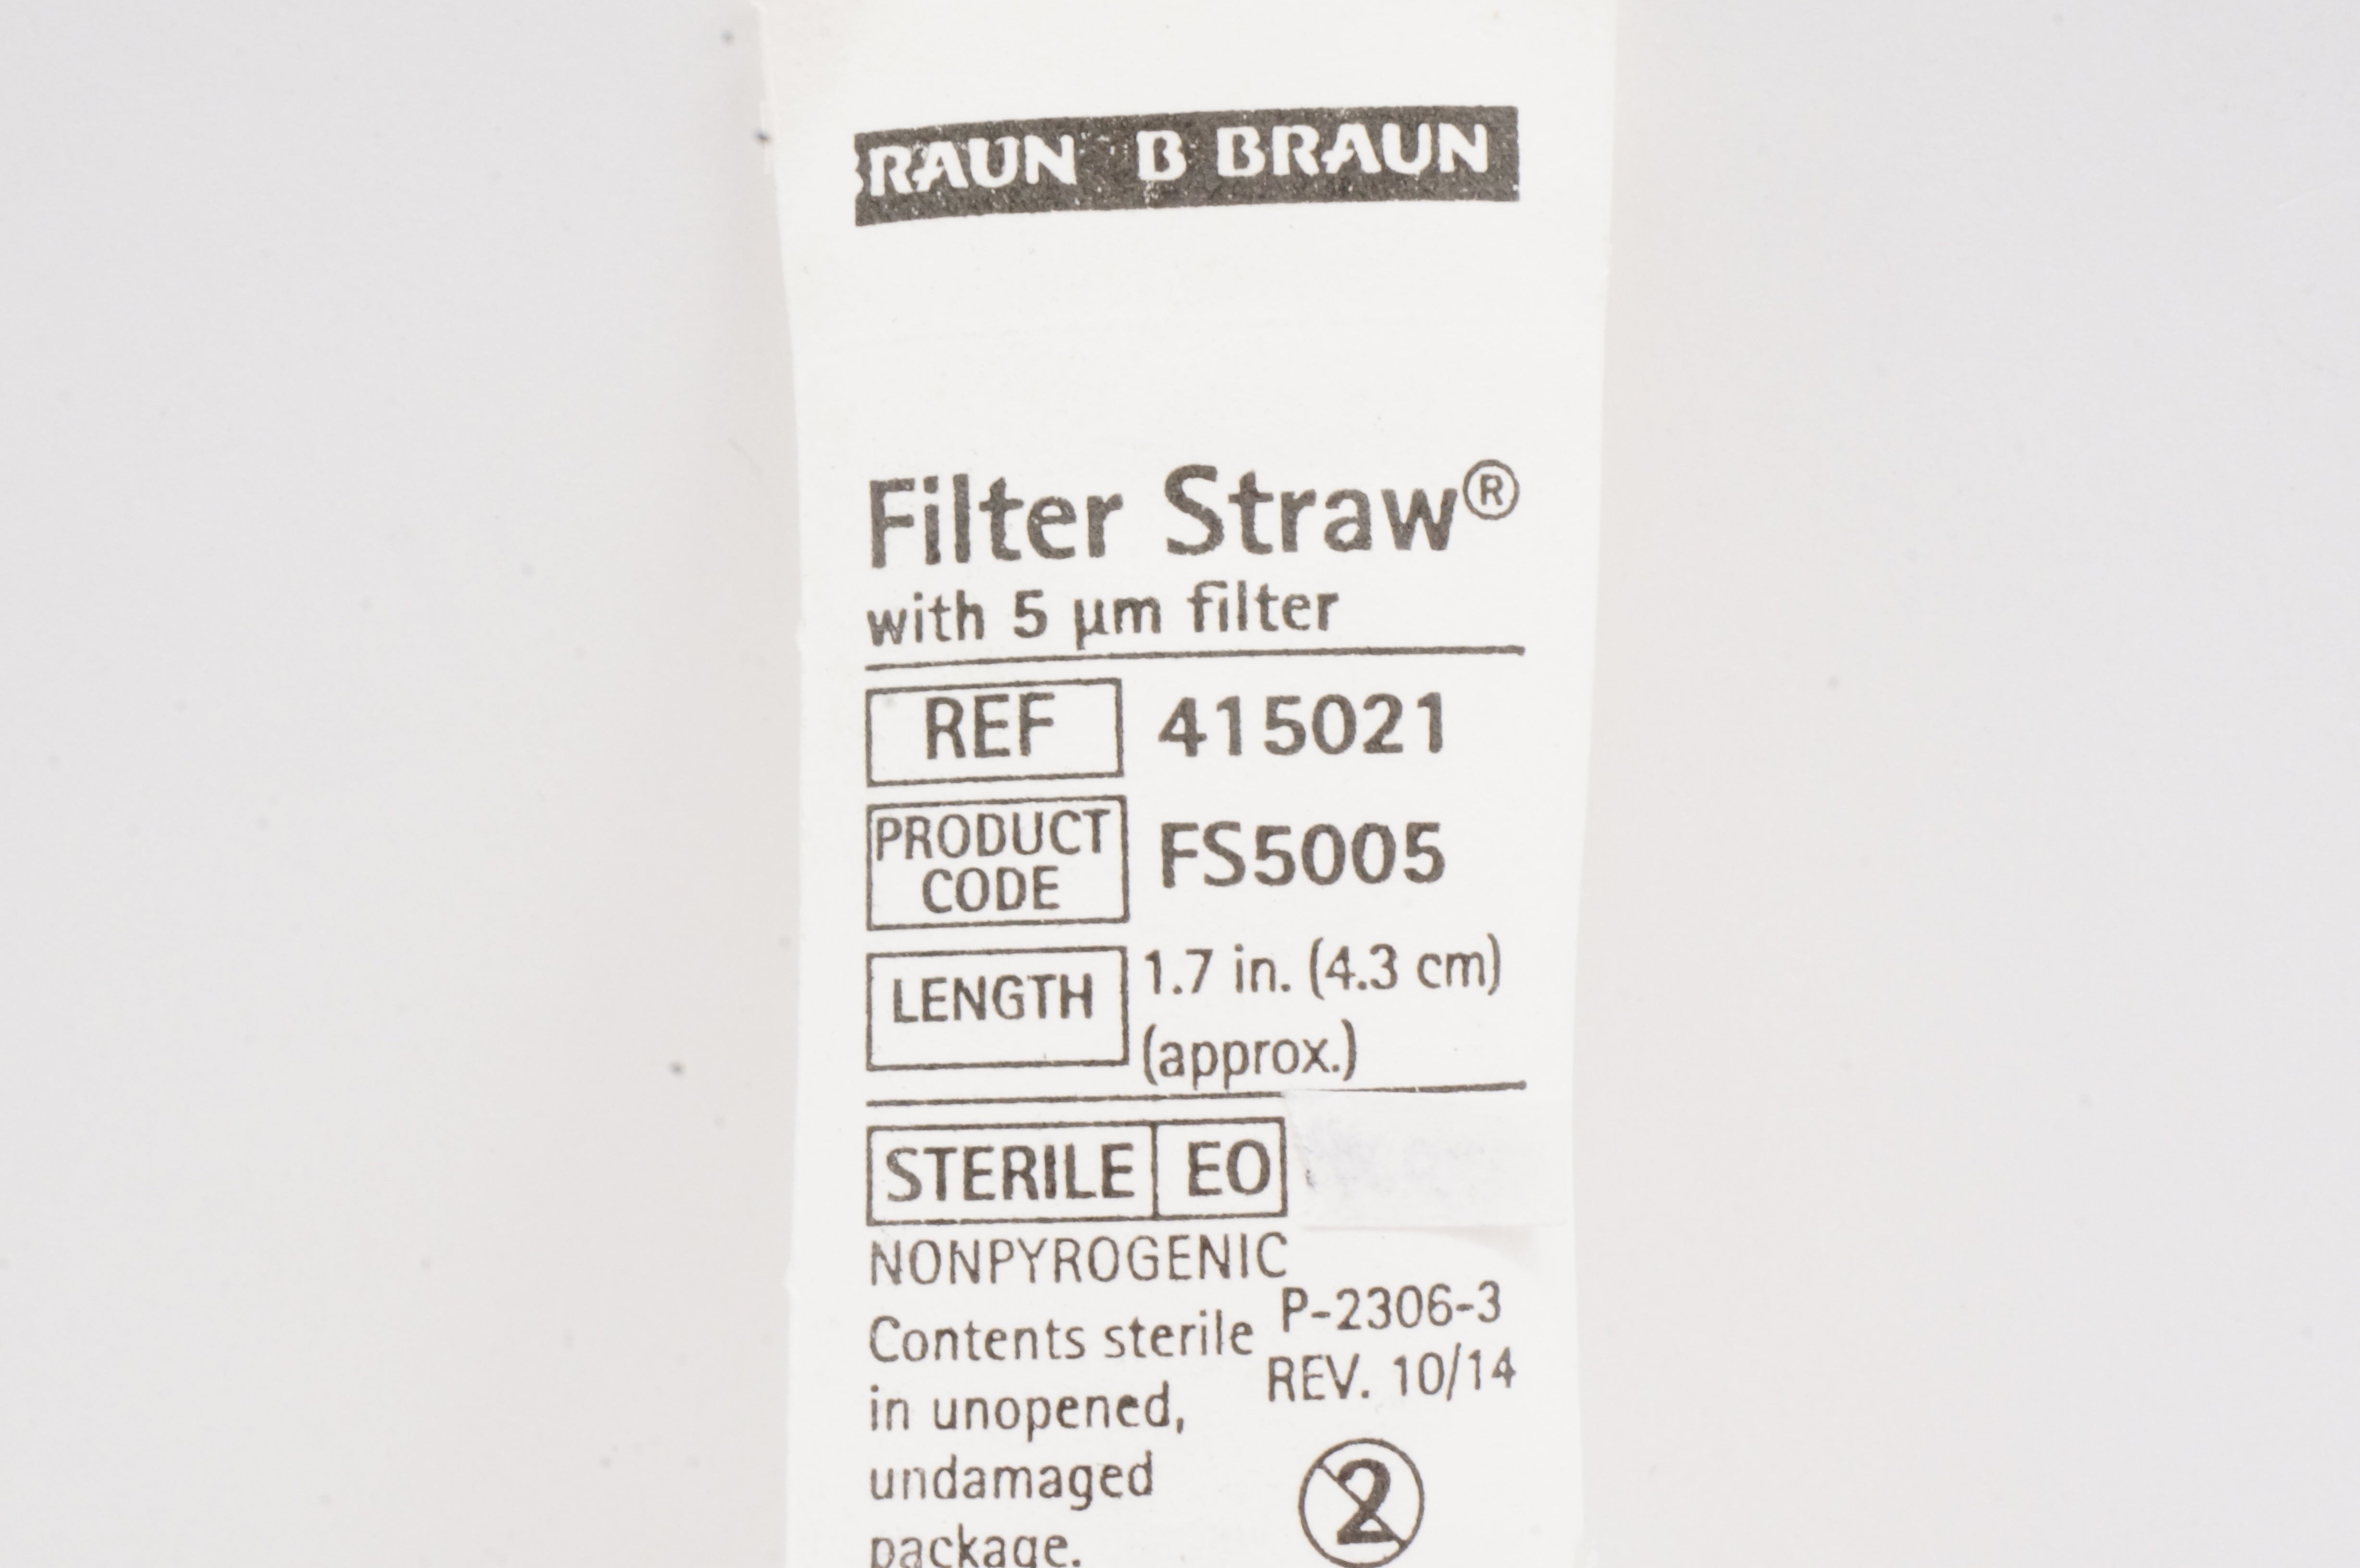 BRAUN B BRAUN
Filter Straw®
with 5 µm filter
REF 415021
PRODUCT CODE FS5005
LENGTH 1.7 in. (4.3 cm)
(approx.)
STERILE EO
NONPYROGENIC
P-2306-3
REV. 10/14
Contents sterile
in unopened,
undamaged
package.
2